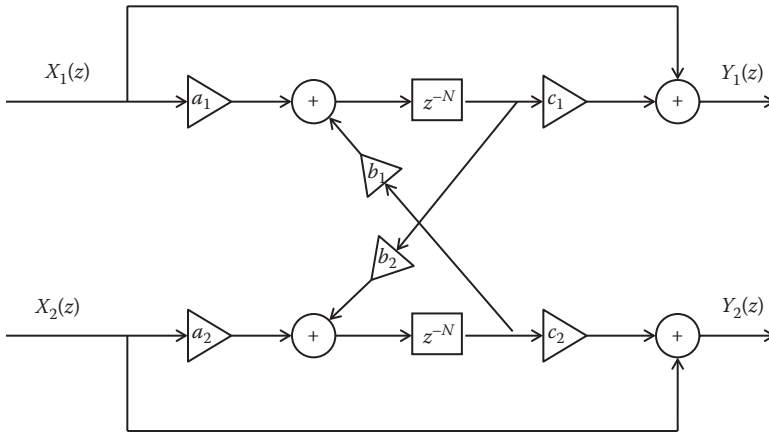 X₁(z) a₁ + z⁻ᴺ c₁ + Y₁(z)
b₁
b₂
X₂(z) a₂ + z⁻ᴺ c₂ + Y₂(z)